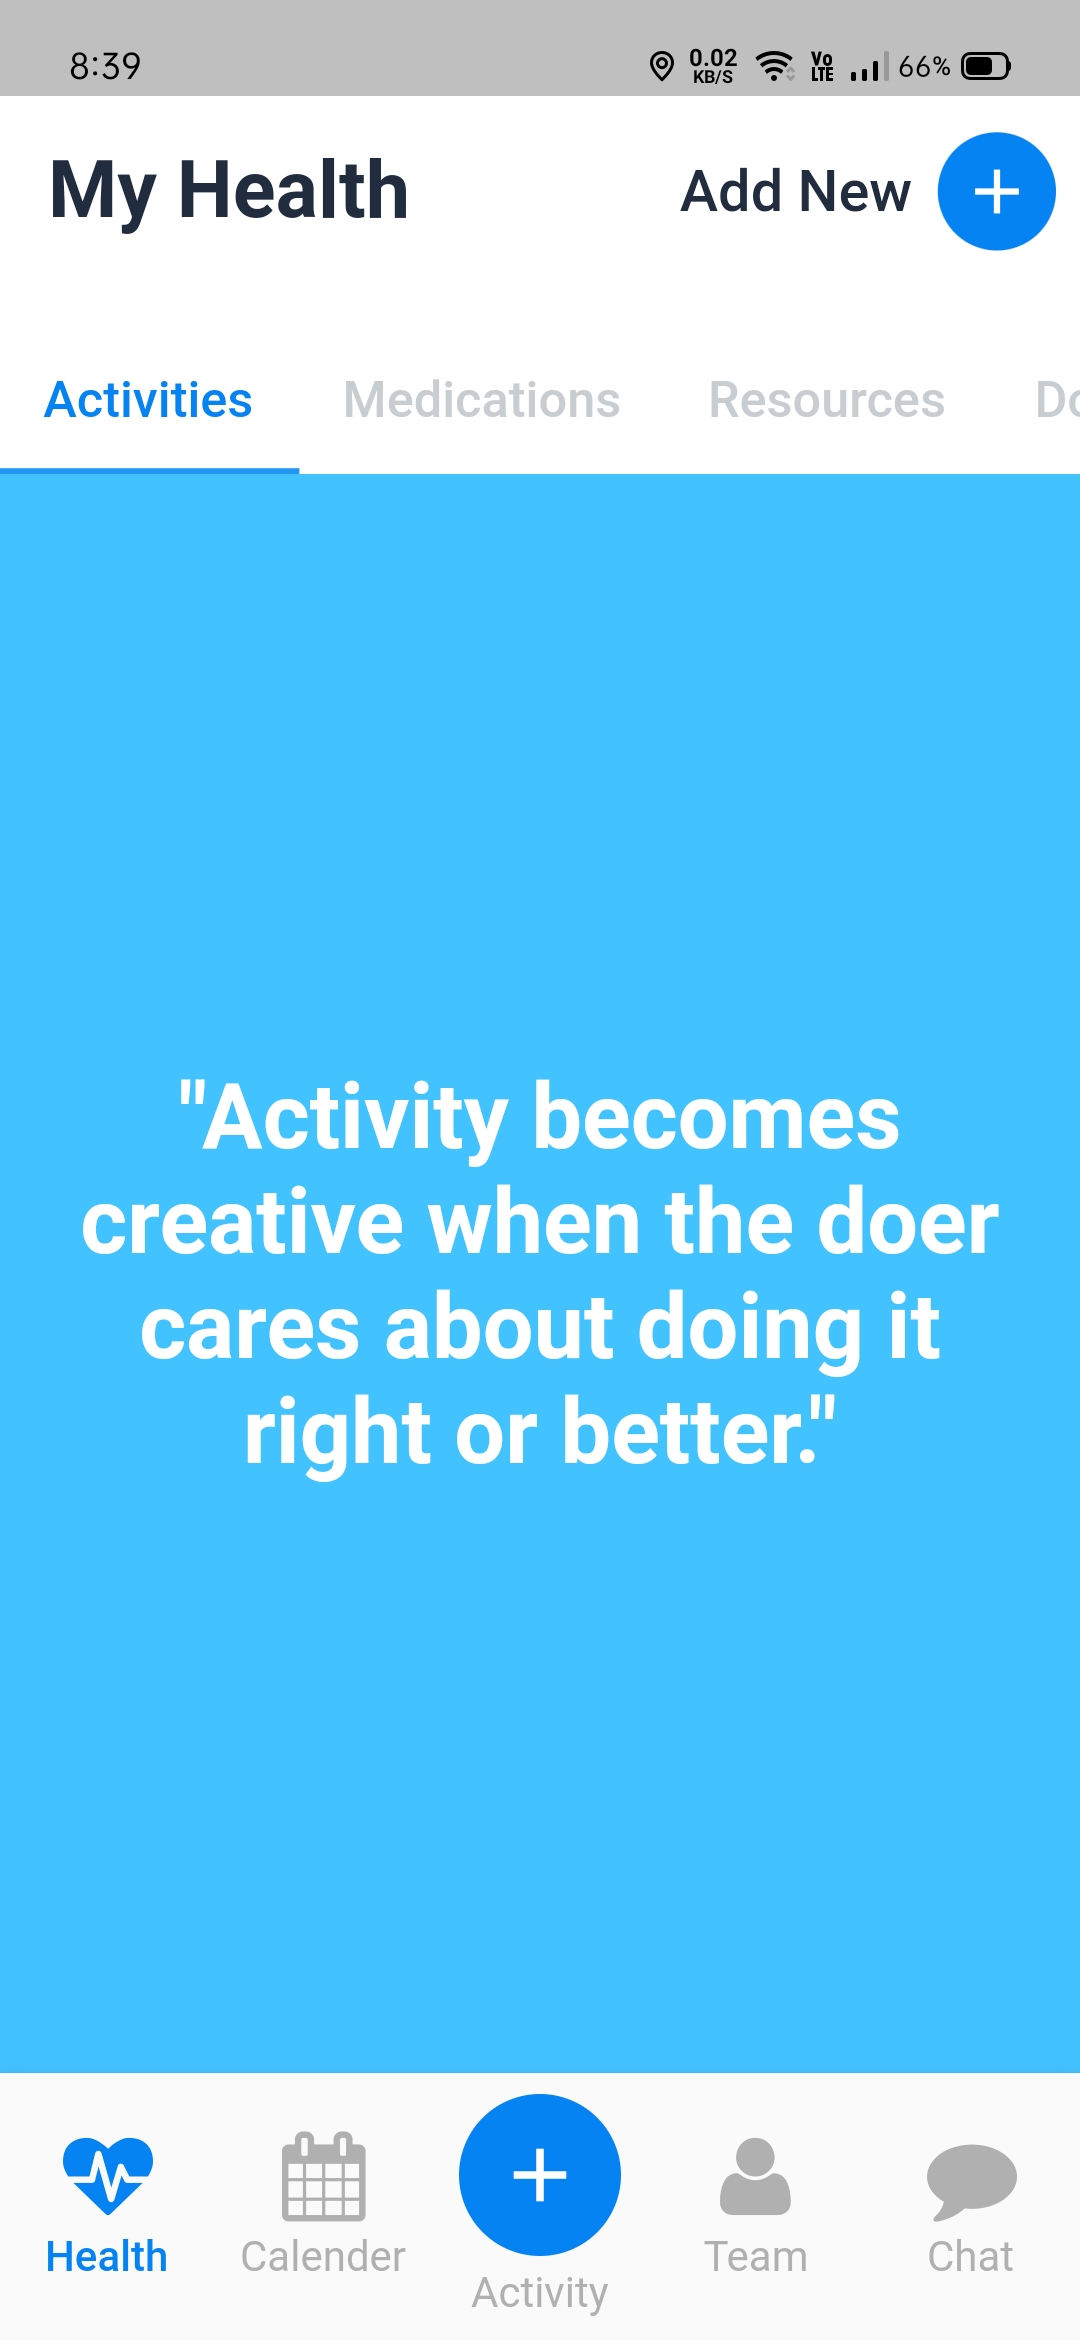 8:39 0.02 KB/S Vo LTE 66%
My Health Add New
Activities Medications Resources Do
"Activity becomes
creative when the doer
cares about doing it
right or better."
Health Calender Activity Team Chat